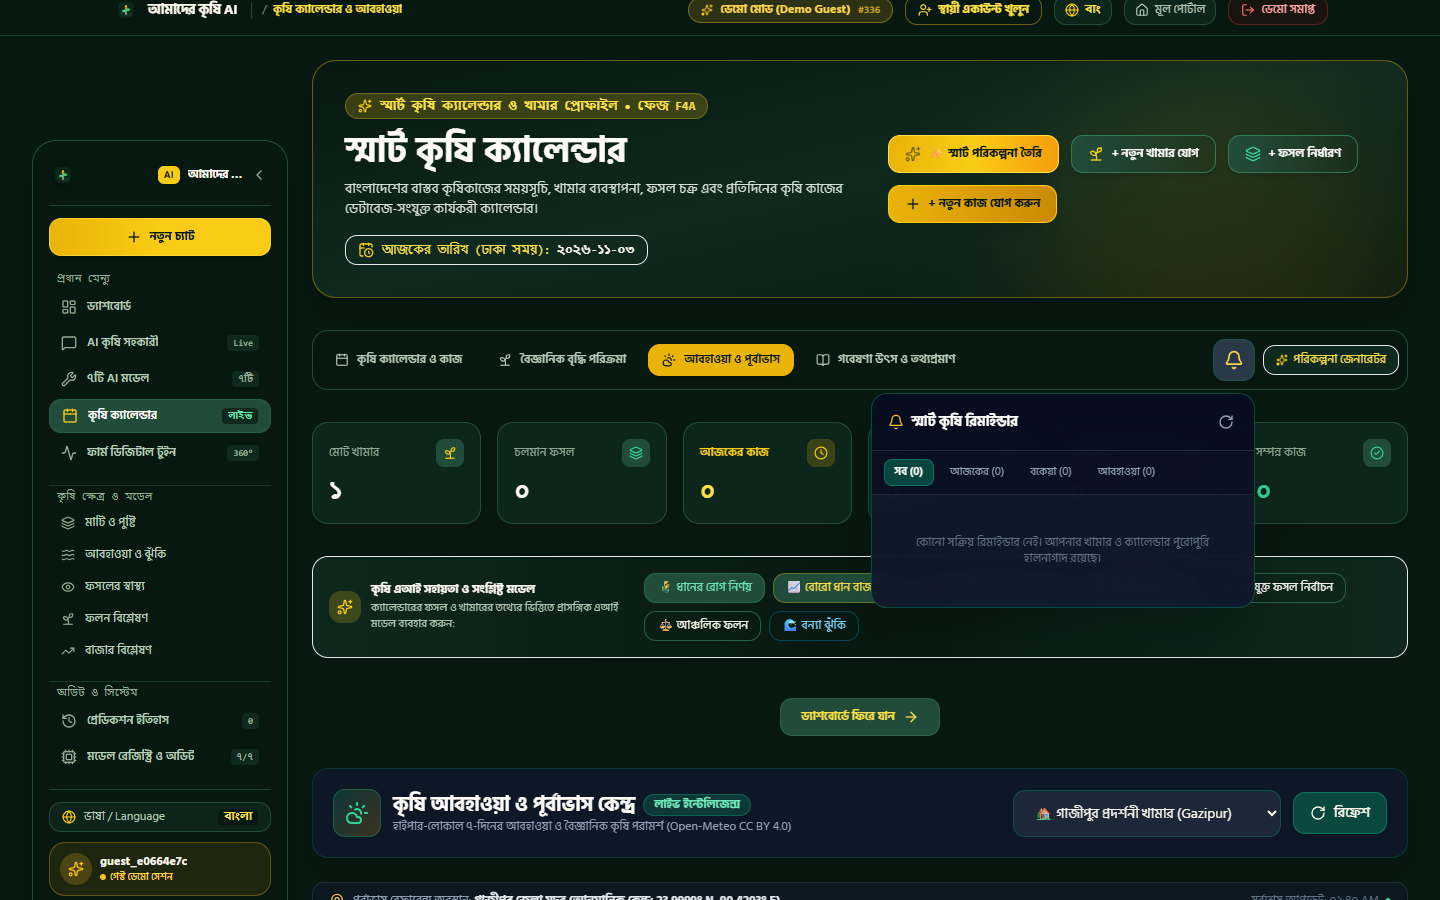 আমাদের কৃষি AI / কৃষি ক্যালেন্ডার ও আবহাওয়া
ডেমো মোড (Demo Guest) #336
স্থায়ী একাউন্ট খুলুন
বাং
মূল পোর্টাল
ডেমো সমাপ্ত
AI আমাদের ...
নতুন চ্যাট
প্রধান মেন্যু
ড্যাশবোর্ড
AI কৃষি সহকারী Live
৭টি AI মডেল ৭টি
কৃষি ক্যালেন্ডার লাইভ
ফার্ম ডিজিটাল টুইন 360°
কৃষি ক্ষেত্র ও মডেল
মাটি ও পুষ্টি
আবহাওয়া ও ঝুঁকি
ফসলের স্বাস্থ্য
ফলন বিশ্লেষণ
বাজার বিশ্লেষণ
অডিট ও সিস্টেম
প্রেডিকশন ইতিহাস 0
মডেল রেজিস্ট্রি ও অডিট ৭/৭
ভাষা / Language বাংলা
guest_e0664e7c
গেস্ট ডেমো সেশন
স্মার্ট কৃষি ক্যালেন্ডার ও খামার প্রোফাইল • ফেজ F4A
স্মার্ট কৃষি ক্যালেন্ডার
বাংলাদেশের বাস্তব কৃষিকাজের সময়সূচি, খামার ব্যবস্থাপনা, ফসল চক্র এবং প্রতিদিনের কৃষি কাজের
ডেটাবেজ-সংযুক্ত কার্যকরী ক্যালেন্ডার।
আজকের তারিখ (ঢাকা সময়): ২০২৬-১১-০৩
স্মার্ট পরিকল্পনা তৈরি
+ নতুন খামার যোগ
+ ফসল নির্ধারণ
+ নতুন কাজ যোগ করুন
কৃষি ক্যালেন্ডার ও কাজ
বৈজ্ঞানিক বৃদ্ধি পরিক্রমা
আবহাওয়া ও পূর্বাভাস
গবেষণা উৎস ও তথ্যপ্রমাণ
পরিকল্পনা জেনারেটর
মোট খামার
১
চলমান ফসল
০
আজকের কাজ
০
সম্পন্ন কাজ
০
স্মার্ট কৃষি রিমাইন্ডার
সব (0)
আজকের (0)
বকেয়া (0)
আবহাওয়া (0)
কোনো সক্রিয় রিমাইন্ডার নেই। আপনার খামার ও ক্যালেন্ডার পুরোপুরি
হালনাগাদ রয়েছে।
কৃষি এআই সহায়তা ও সংশ্লিষ্ট মডেল
ক্যালেন্ডারের ফসল ও খামারের তথ্যের ভিত্তিতে প্রাসঙ্গিক এআই
মডেল ব্যবহার করুন:
ধানের রোগ নির্ণয়
বোরো ধান বাজ
ফসল নির্বাচন
আঞ্চলিক ফলন
বন্যা ঝুঁকি
ড্যাশবোর্ডে ফিরে যান
কৃষি আবহাওয়া ও পূর্বাভাস কেন্দ্র লাইভ ইন্টেলিজেন্স
হাইপার-লোকাল ৭-দিনের আবহাওয়া ও বৈজ্ঞানিক কৃষি পরামর্শ (Open-Meteo CC BY 4.0)
গাজীপুর প্রদর্শনী খামার (Gazipur)
রিফ্রেশ